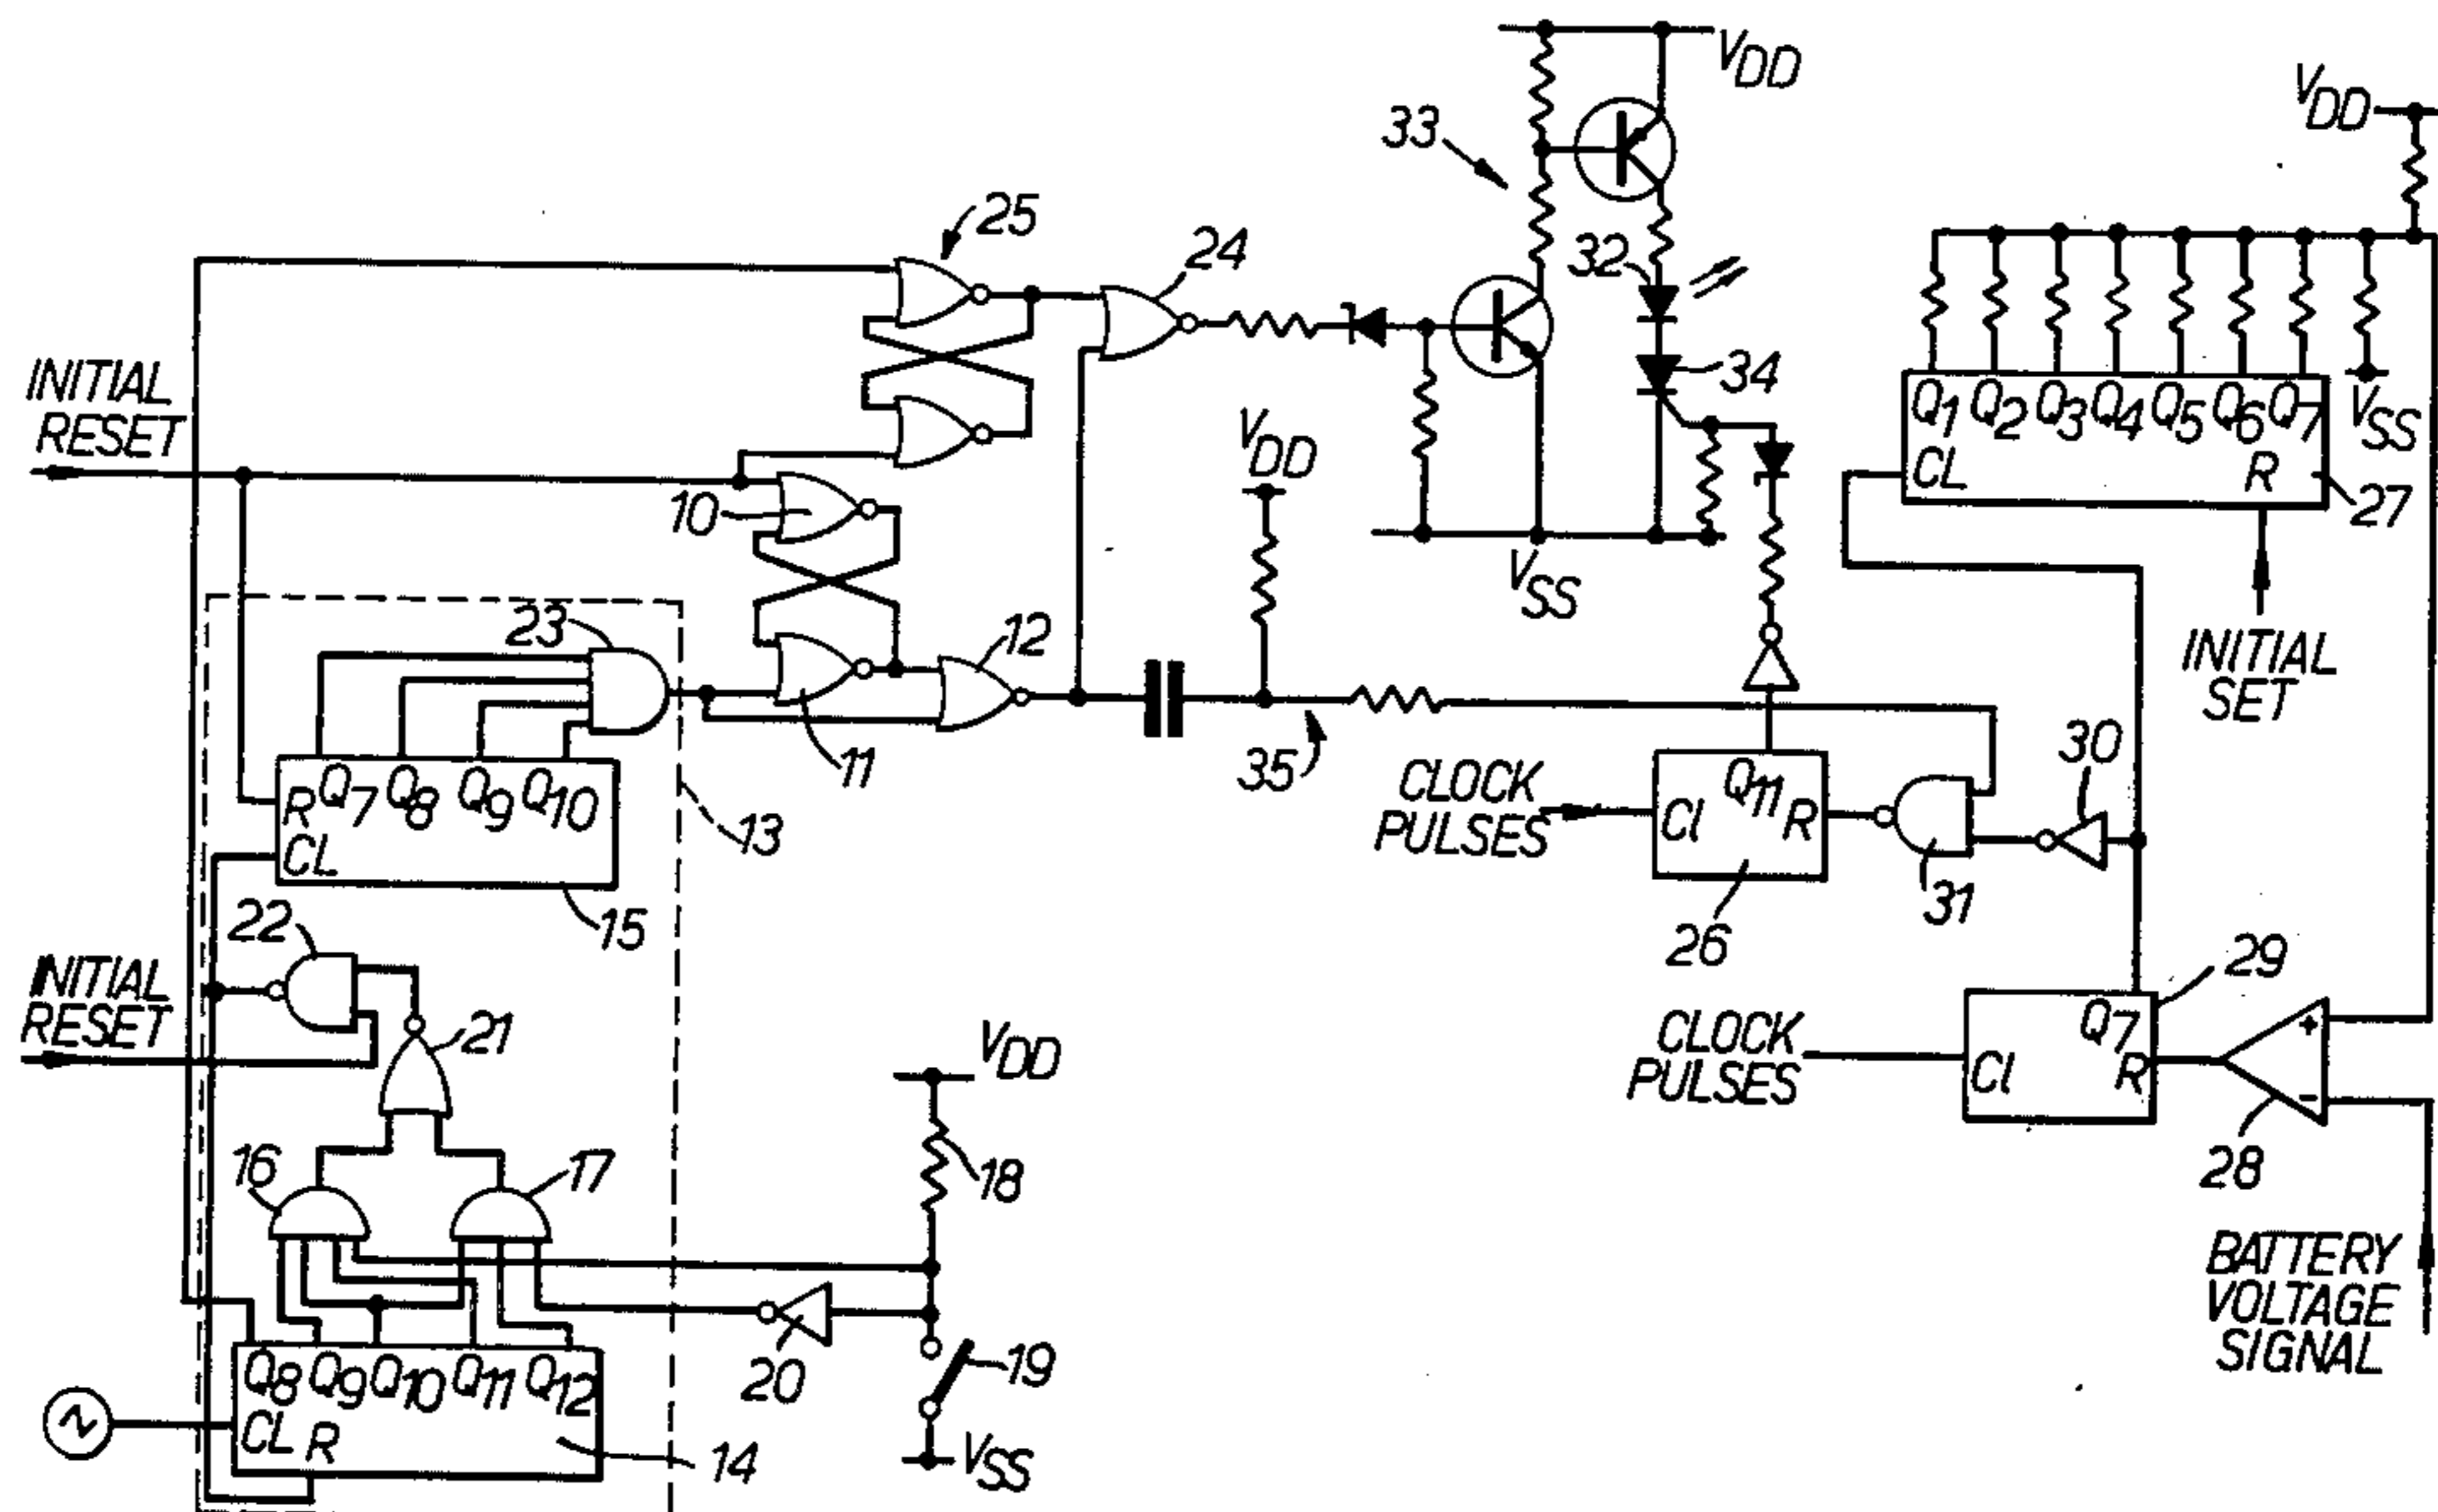 VDD
33
VDD
25
24
32
34
INITIAL
RESET
Q1 Q2 Q3 Q4 Q5 Q6 Q7
VSS
CL
R
27
10
VDD
VSS
INITIAL
SET
23
12
11
35
30
R Q7 Q8 Q9 Q10
CL
13
CLOCK
PULSES
Cl Q11 R
31
26
15
22
29
INITIAL
RESET
21
VDD
CLOCK
PULSES
Cl Q7
R
+
-
28
16
17
18
BATTERY
VOLTAGE
SIGNAL
20
19
Q8 Q9 Q10 Q11 Q12
CL R
14
VSS